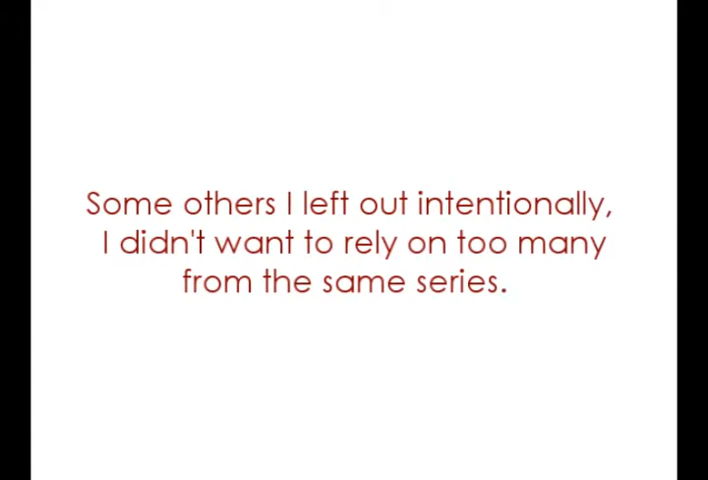 Some others I left out intentionally,
I didn't want to rely on too many
from the same series.